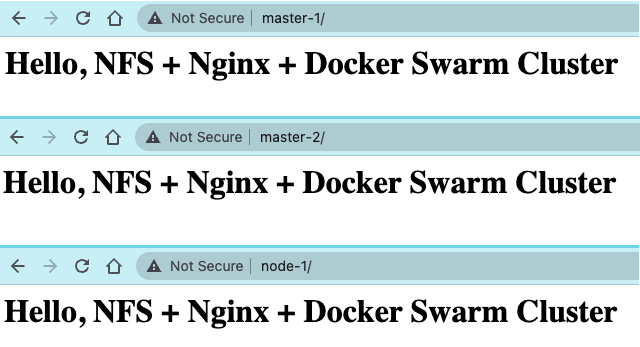 Not Secure | master-1/
Hello, NFS + Nginx + Docker Swarm Cluster
Not Secure | master-2/
Hello, NFS + Nginx + Docker Swarm Cluster
Not Secure | node-1/
Hello, NFS + Nginx + Docker Swarm Cluster